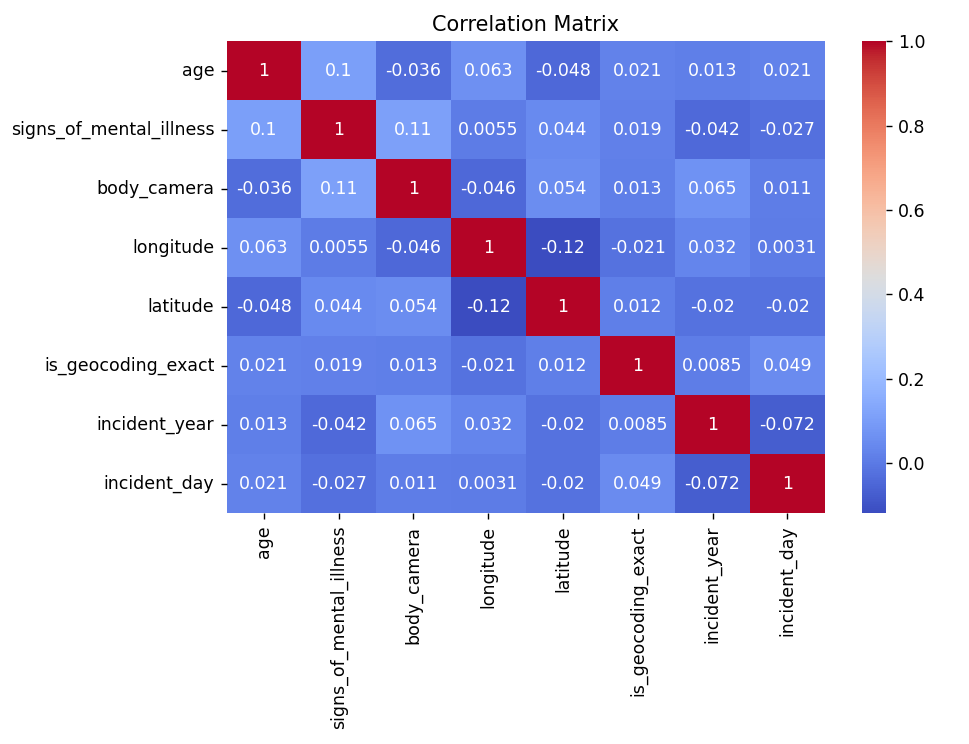 Correlation Matrix
age 1 0.1 -0.036 0.063 -0.048 0.021 0.013 0.021
signs_of_mental_illness 0.1 1 0.11 0.0055 0.044 0.019 -0.042 -0.027
body_camera -0.036 0.11 1 -0.046 0.054 0.013 0.065 0.011
longitude 0.063 0.0055 -0.046 1 -0.12 -0.021 0.032 0.0031
latitude -0.048 0.044 0.054 -0.12 1 0.012 -0.02 -0.02
is_geocoding_exact 0.021 0.019 0.013 -0.021 0.012 1 0.0085 0.049
incident_year 0.013 -0.042 0.065 0.032 -0.02 0.0085 1 -0.072
incident_day 0.021 -0.027 0.011 0.0031 -0.02 0.049 -0.072 1
age
signs_of_mental_illness
body_camera
longitude
latitude
is_geocoding_exact
incident_year
incident_day
1.0
0.8
0.6
0.4
0.2
0.0